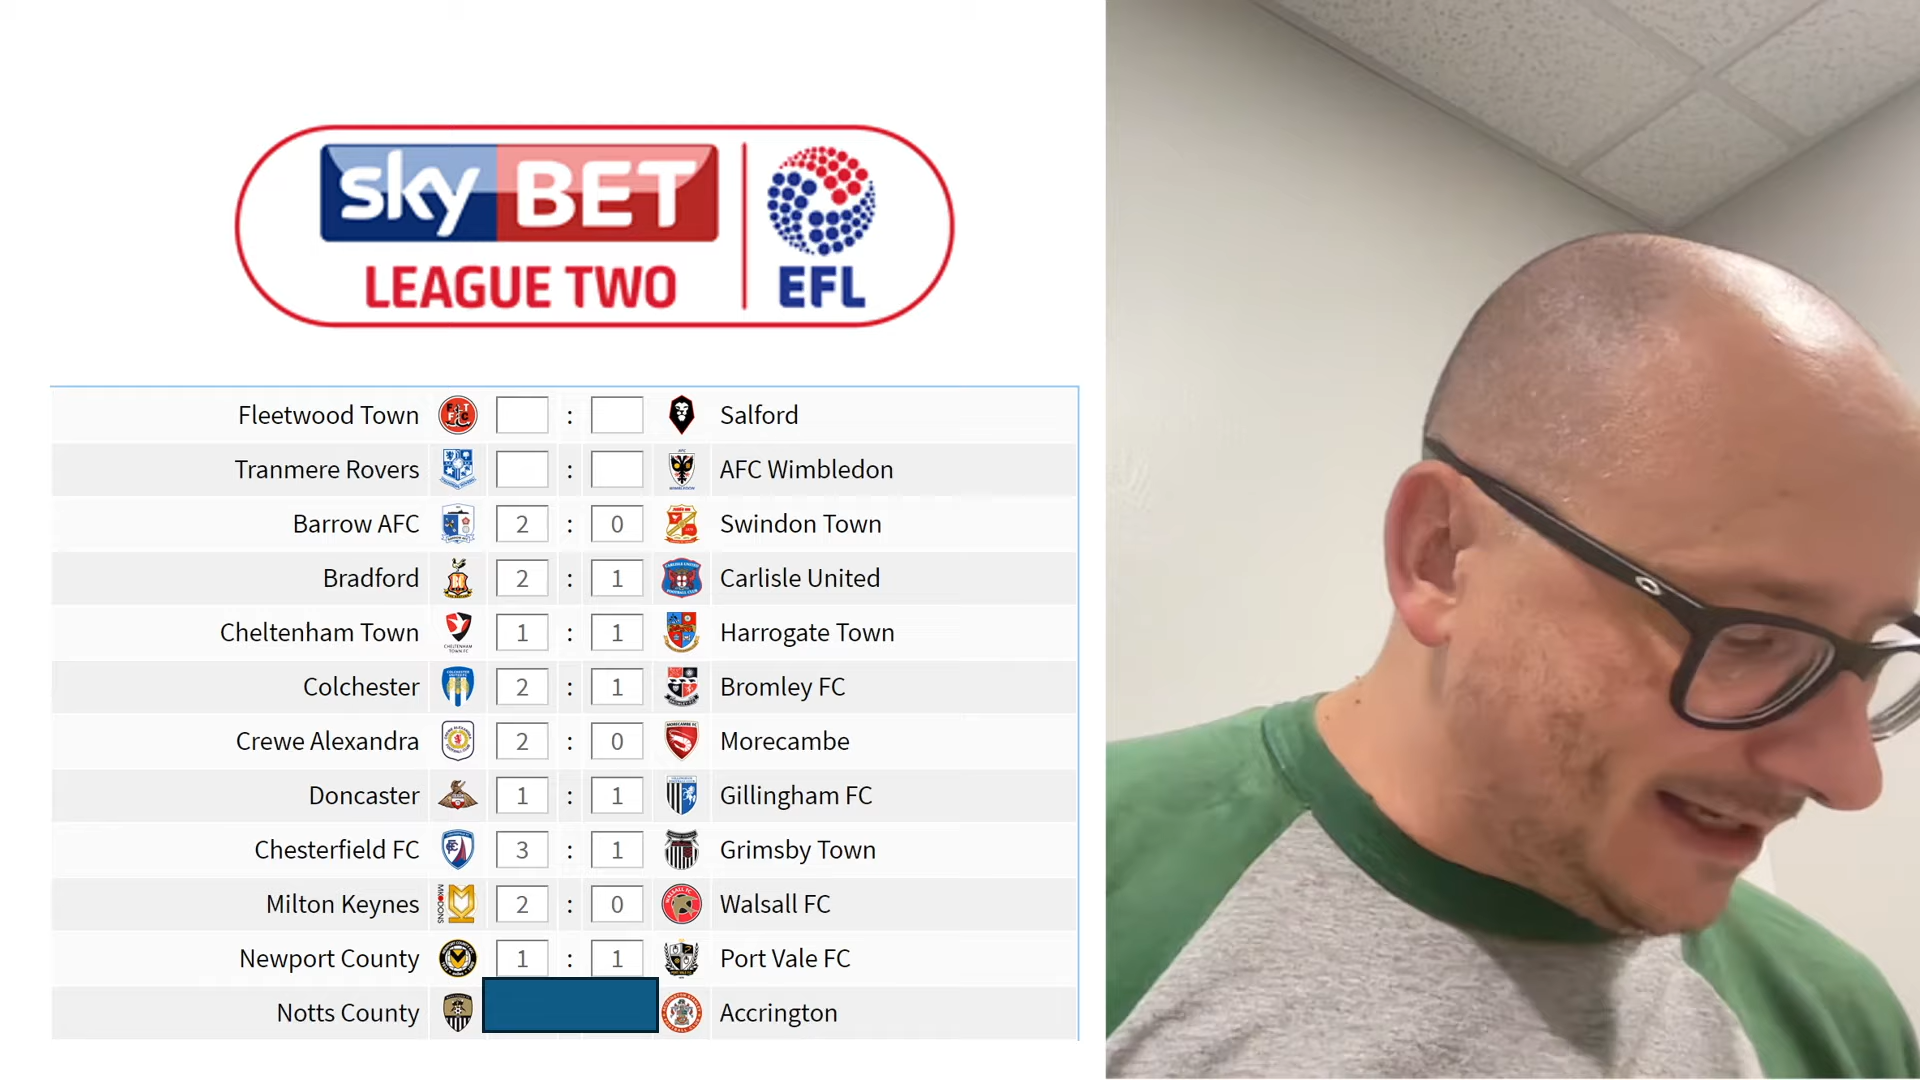 sky BET
LEAGUE TWO
EFL
Fleetwood Town : Salford
Tranmere Rovers : AFC Wimbledon
Barrow AFC 2 : 0 Swindon Town
Bradford 2 : 1 Carlisle United
Cheltenham Town 1 : 1 Harrogate Town
Colchester 2 : 1 Bromley FC
Crewe Alexandra 2 : 0 Morecambe
Doncaster 1 : 1 Gillingham FC
Chesterfield FC 3 : 1 Grimsby Town
Milton Keynes 2 : 0 Walsall FC
Newport County 1 : 1 Port Vale FC
Notts County Accrington